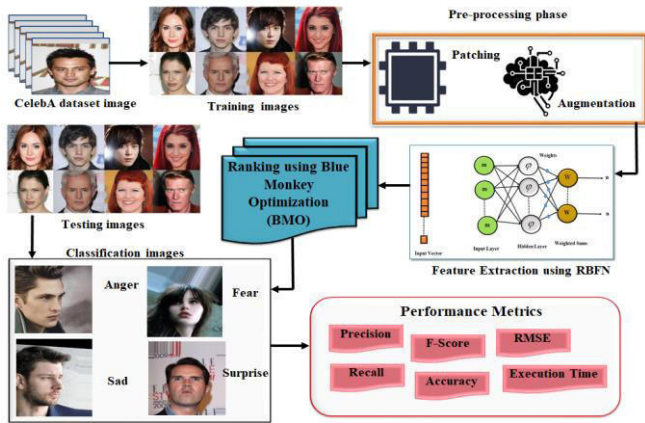 Pre-processing phase
Patching
Augmentation
CelebA dataset image
Training images
Ranking using Blue
Monkey
Optimization
(BMO)
Weights
Input Vector
Input Layer
Hidden Layer
Weighted Sums
Feature Extraction using RBFN
Testing images
Classification images
Anger
Fear
Sad
Surprise
Performance Metrics
Precision
F-Score
RMSE
Recall
Accuracy
Execution Time